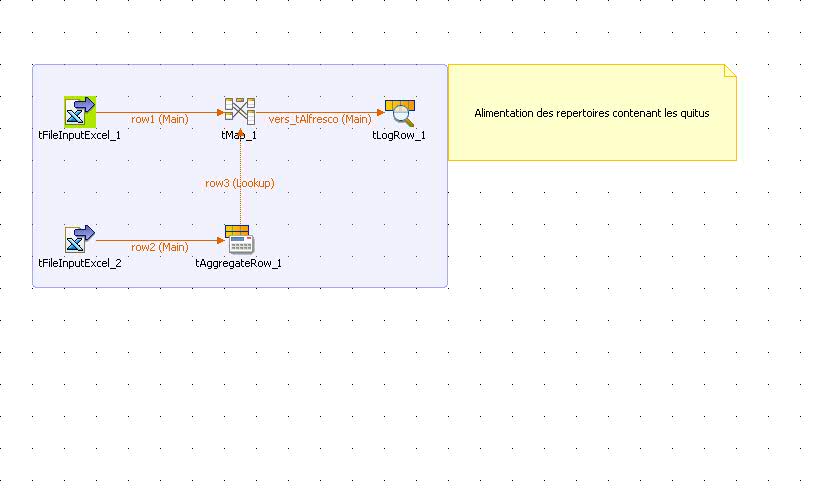 row1 (Main)
vers_tAlfresco (Main)
tFileInputExcel_1
tMap_1
tLogRow_1
Alimentation des repertoires contenant les quitus
row3 (Lookup)
row2 (Main)
tFileInputExcel_2
tAggregateRow_1